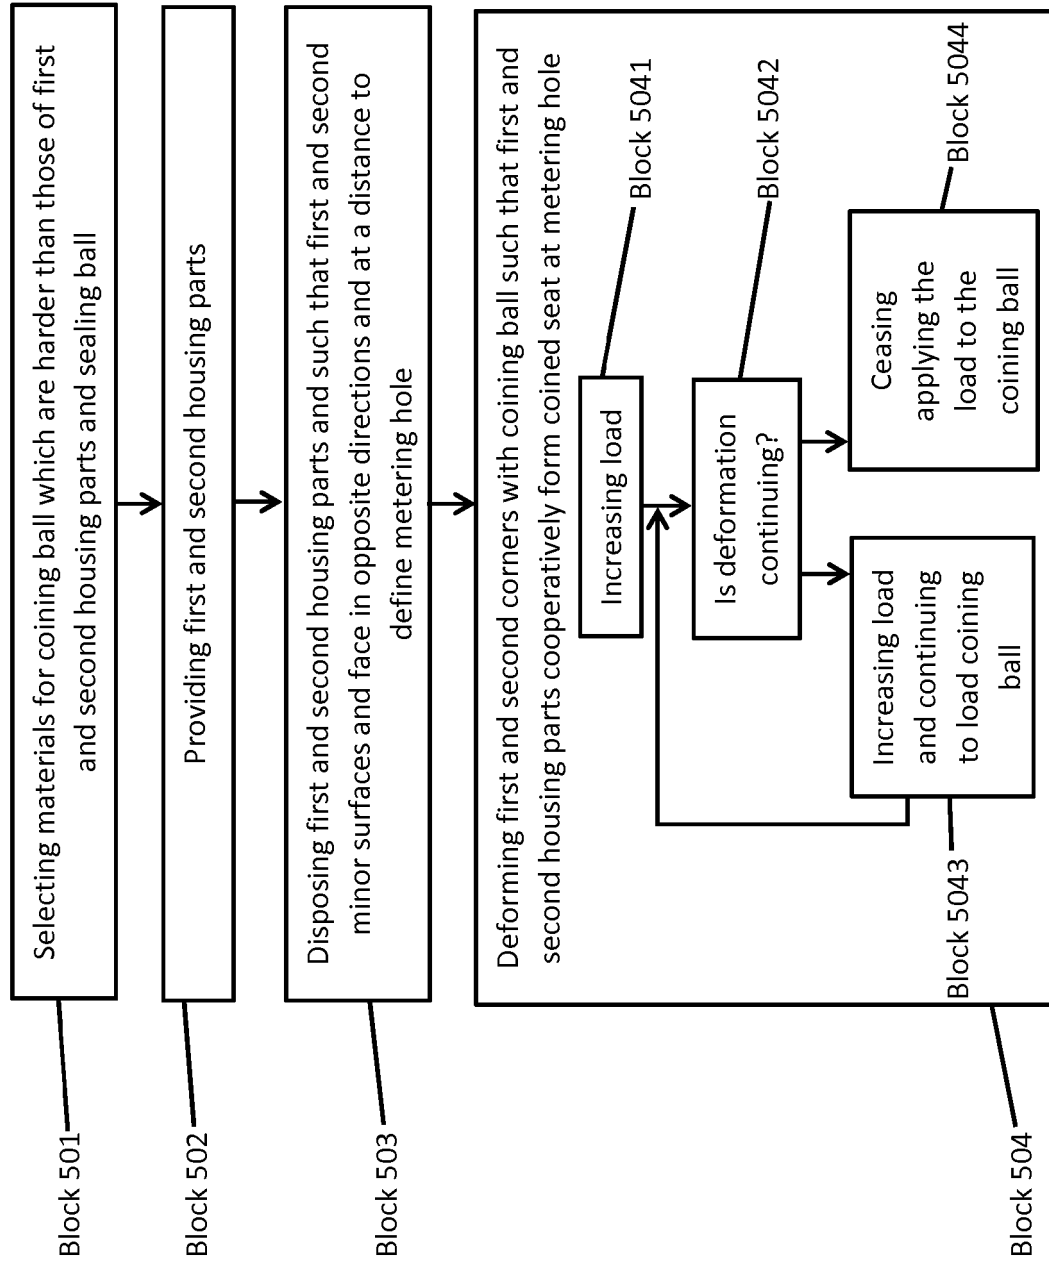 Block 501
Selecting materials for coining ball which are harder than those of first
and second housing parts and sealing ball
Block 502
Providing first and second housing parts
Block 503
Disposing first and second housing parts and such that first and second
minor surfaces and face in opposite directions and at a distance to
define metering hole
Block 504
Deforming first and second corners with coining ball such that first and
second housing parts cooperatively form coined seat at metering hole
Increasing load
Block 5041
Is deformation
continuing?
Block 5042
Block 5043
Increasing load
and continuing
to load coining
ball
Ceasing
applying the
load to the
coining ball
Block 5044